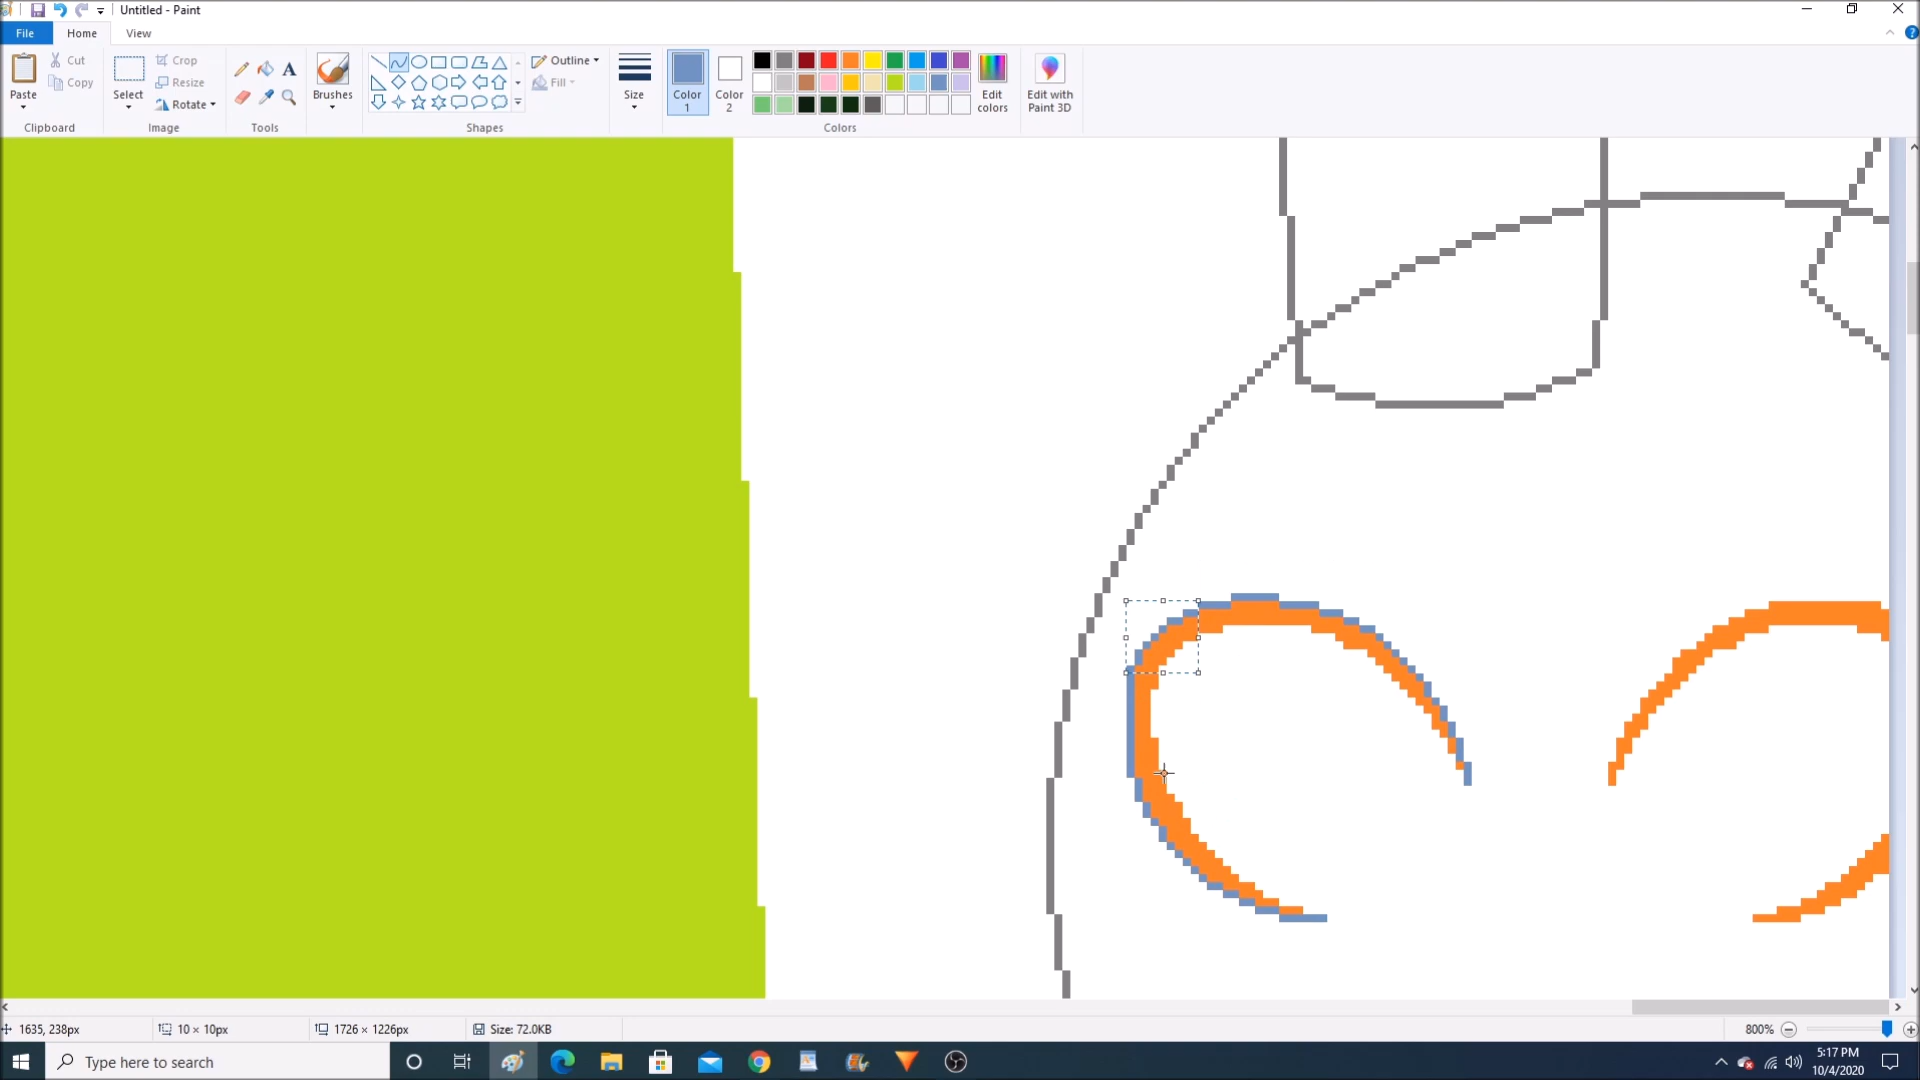 Untitled - Paint
File
Home
View
Paste
Cut
Copy
Clipboard
Select
Crop
Resize
Rotate
Image
A
Tools
Brushes
Outline
Fill
Shapes
Size
Color
1
Color
2
Edit
colors
Colors
Edit with
Paint 3D
1635, 238px
10 × 10px
1726 × 1226px
Size: 72.0KB
800%
Type here to search
5:17 PM
10/4/2020